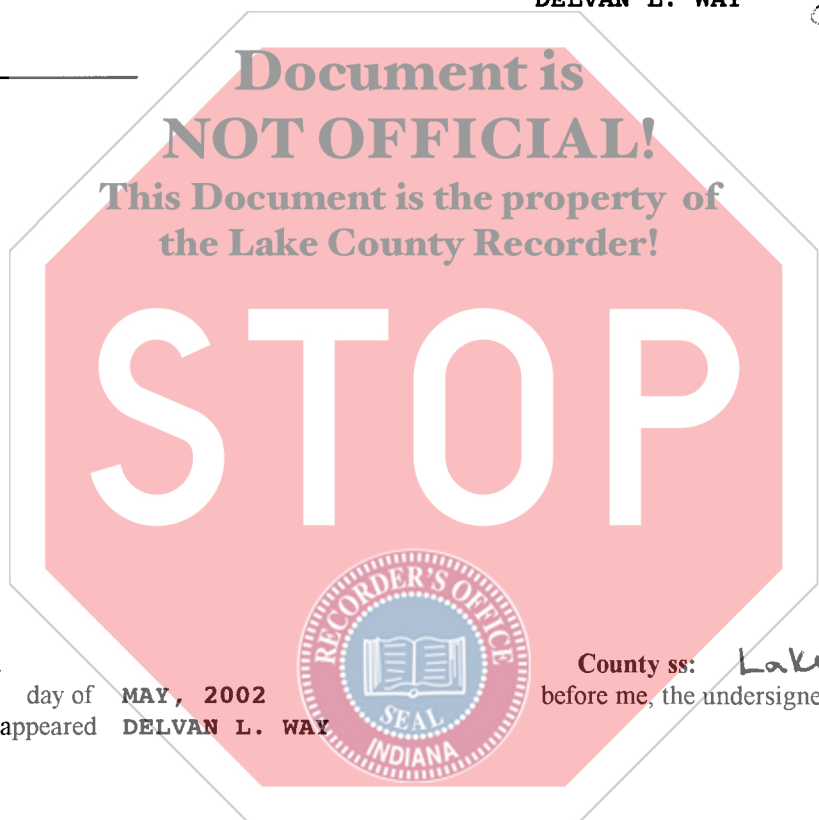 DELVAN L. WAY
Document is
NOT OFFICIAL!
This Document is the property of
the Lake County Recorder!
STOP
RECORDER'S OFFICE
SEAL
INDIANA
County ss: Lake
day of MAY, 2002 before me, the undersigne
appeared DELVAN L. WAY